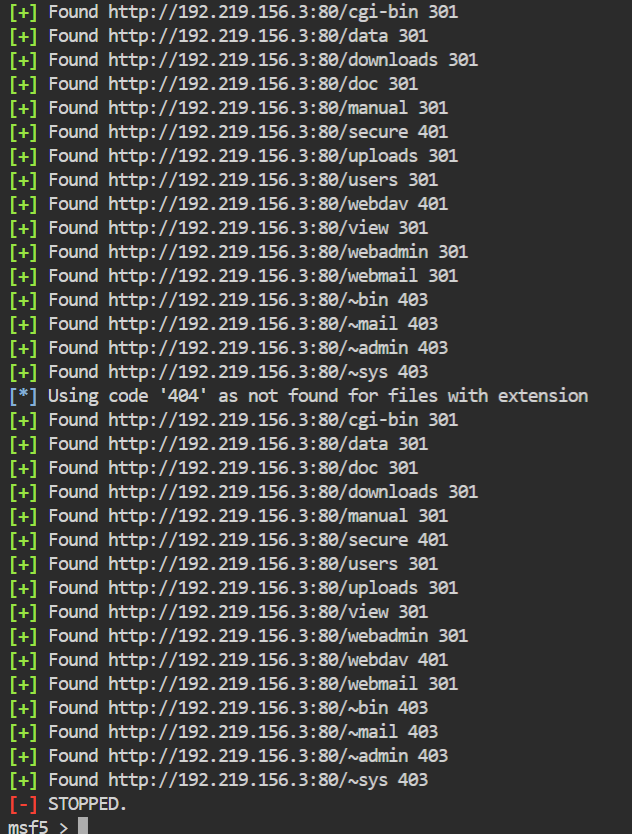 [+] Found http://192.219.156.3:80/cgi-bin 301
[+] Found http://192.219.156.3:80/data 301
[+] Found http://192.219.156.3:80/downloads 301
[+] Found http://192.219.156.3:80/doc 301
[+] Found http://192.219.156.3:80/manual 301
[+] Found http://192.219.156.3:80/secure 401
[+] Found http://192.219.156.3:80/uploads 301
[+] Found http://192.219.156.3:80/users 301
[+] Found http://192.219.156.3:80/webdav 401
[+] Found http://192.219.156.3:80/view 301
[+] Found http://192.219.156.3:80/webadmin 301
[+] Found http://192.219.156.3:80/webmail 301
[+] Found http://192.219.156.3:80/~bin 403
[+] Found http://192.219.156.3:80/~mail 403
[+] Found http://192.219.156.3:80/~admin 403
[+] Found http://192.219.156.3:80/~sys 403
[*] Using code '404' as not found for files with extension
[+] Found http://192.219.156.3:80/cgi-bin 301
[+] Found http://192.219.156.3:80/data 301
[+] Found http://192.219.156.3:80/doc 301
[+] Found http://192.219.156.3:80/downloads 301
[+] Found http://192.219.156.3:80/manual 301
[+] Found http://192.219.156.3:80/secure 401
[+] Found http://192.219.156.3:80/users 301
[+] Found http://192.219.156.3:80/uploads 301
[+] Found http://192.219.156.3:80/view 301
[+] Found http://192.219.156.3:80/webadmin 301
[+] Found http://192.219.156.3:80/webdav 401
[+] Found http://192.219.156.3:80/webmail 301
[+] Found http://192.219.156.3:80/~bin 403
[+] Found http://192.219.156.3:80/~mail 403
[+] Found http://192.219.156.3:80/~admin 403
[+] Found http://192.219.156.3:80/~sys 403
[-] STOPPED.
msf5 >